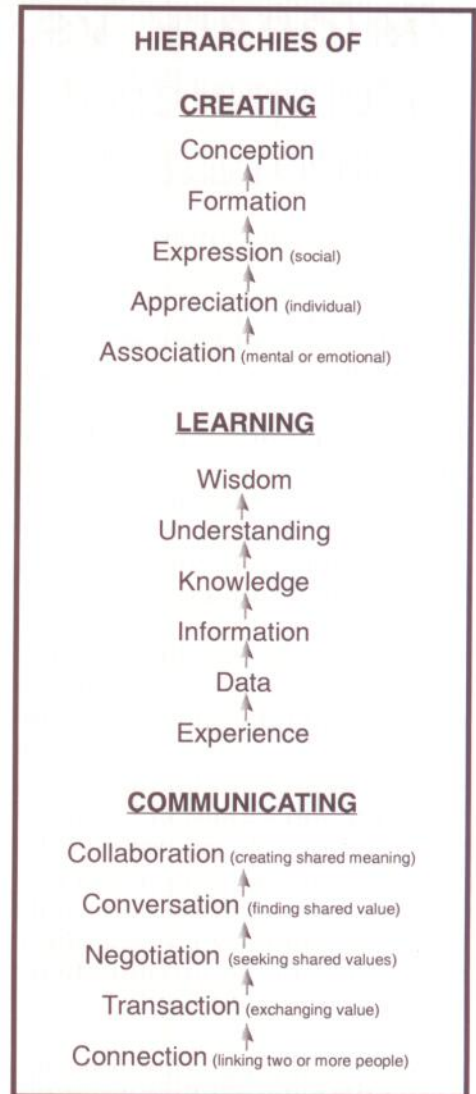 HIERARCHIES OF
CREATING
Conception
Formation
Expression (social)
Appreciation (individual)
Association (mental or emotional)
LEARNING
Wisdom
Understanding
Knowledge
Information
Data
Experience
COMMUNICATING
Collaboration (creating shared meaning)
Conversation (finding shared value)
Negotiation (seeking shared values)
Transaction (exchanging value)
Connection (linking two or more people)